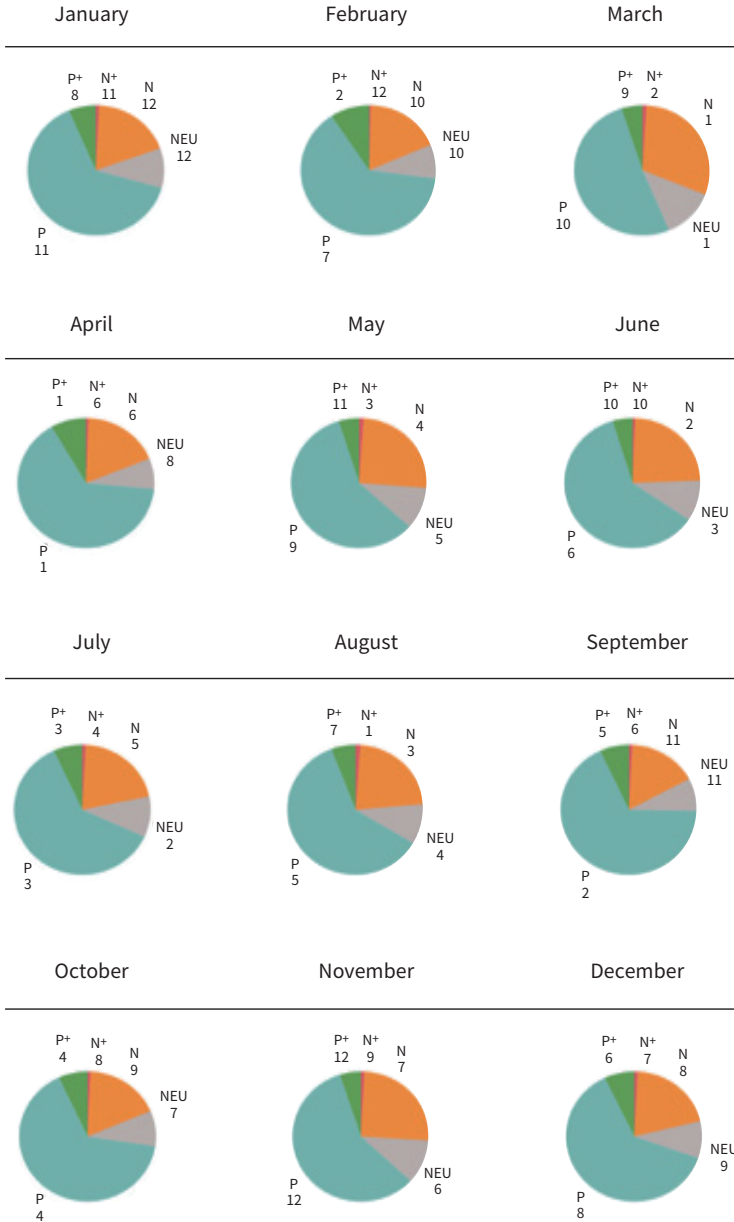 January
February
March
P+ 8
N+ 11
N 12
NEU 12
P 11
P+ 2
N+ 12
N 10
NEU 10
P 7
P+ 9
N+ 2
N 1
NEU 1
P 10
April
May
June
P+ 1
N+ 6
N 6
NEU 8
P 1
P+ 11
N+ 3
N 4
NEU 5
P 9
P+ 10
N+ 10
N 2
NEU 3
P 6
July
August
September
P+ 3
N+ 4
N 5
NEU 2
P 3
P+ 7
N+ 1
N 3
NEU 4
P 5
P+ 5
N+ 6
N 11
NEU 11
P 2
October
November
December
P+ 4
N+ 8
N 9
NEU 7
P 4
P+ 12
N+ 9
N 7
NEU 6
P 12
P+ 6
N+ 7
N 8
NEU 9
P 8